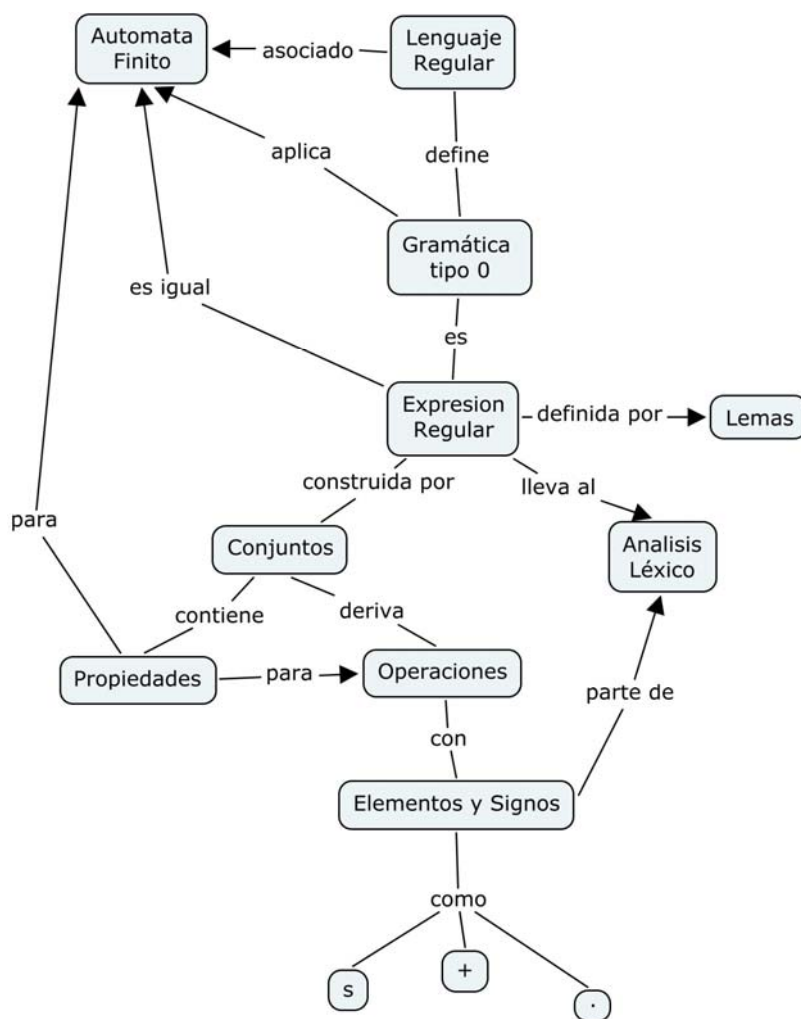 Automata
Finito
asociado
Lenguaje
Regular
aplica
define
Gramática
tipo 0
es igual
es
Expresion
Regular
definida por
Lemas
construida por
lleva al
para
Conjuntos
Analisis
Léxico
contiene
deriva
Propiedades
para
Operaciones
parte de
con
Elementos y Signos
como
s
+
.